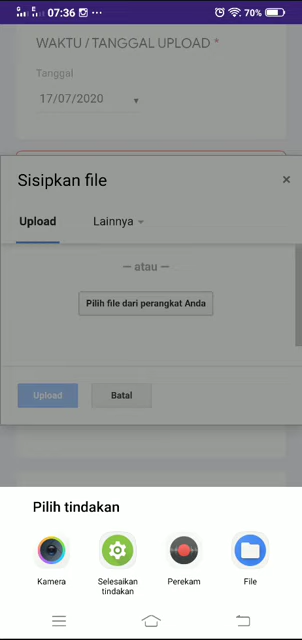 07:36
70%
WAKTU / TANGGAL UPLOAD *
Tanggal
17/07/2020
Sisipkan file
×
Upload
Lainnya
— atau —
Pilih file dari perangkat Anda
Upload
Batal
Pilih tindakan
Kamera
Selesaikan
tindakan
Perekam
File